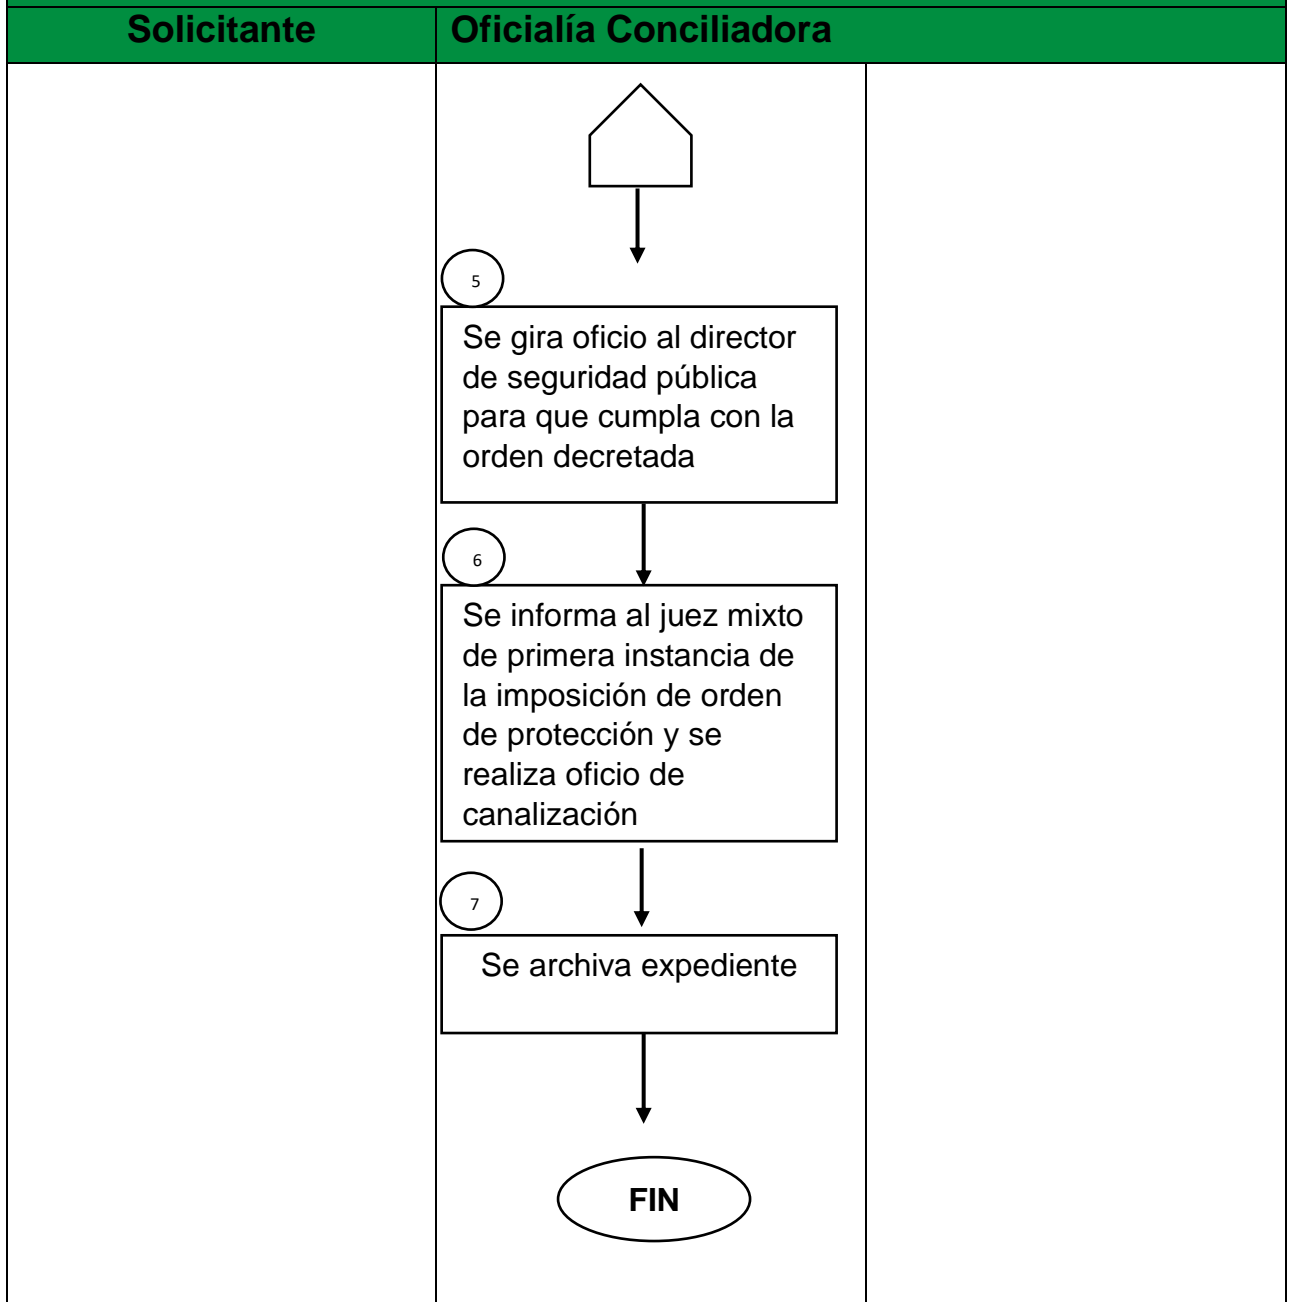 Solicitante
Oficialía Conciliadora
5
Se gira oficio al director
de seguridad pública
para que cumpla con la
orden decretada
6
Se informa al juez mixto
de primera instancia de
la imposición de orden
de protección y se
realiza oficio de
canalización
7
Se archiva expediente
FIN